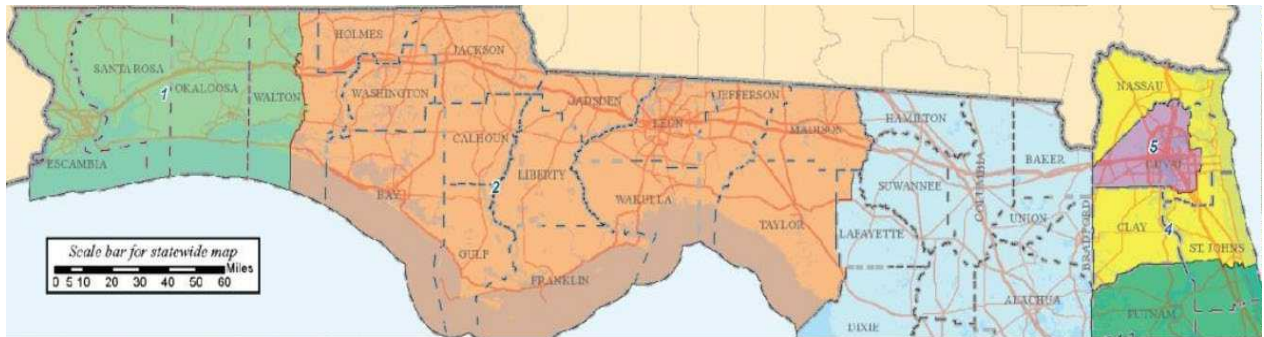 HOLMES
JACKSON
SANTA ROSA
1
OKALOOSA
WALTON
WASHINGTON
ESCAMBIA
CALHOUN
BAY
GULF
2
LIBERTY
FRANKLIN
GADSDEN
LEON
JEFFERSON
MADISON
WAKULLA
TAYLOR
HAMILTON
SUWANNEE
LAFAYETTE
COLUMBIA
BAKER
UNION
BRADFORD
ALACHUA
DIXIE
NASSAU
5
DUVAL
CLAY
4
ST. JOHNS
PUTNAM
Scale bar for statewide map
Miles
0 5 10 20 30 40 50 60